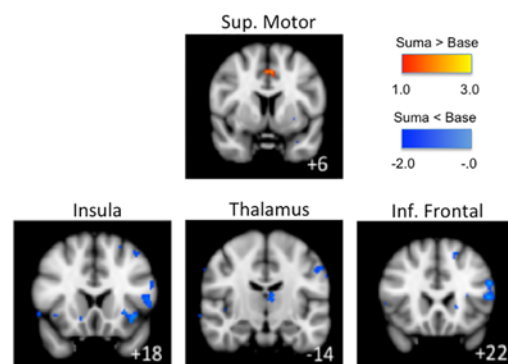 Sup. Motor
+6
Suma > Base
1.0 3.0
Suma < Base
-2.0 -.0
Insula
+18
Thalamus
-14
Inf. Frontal
+22